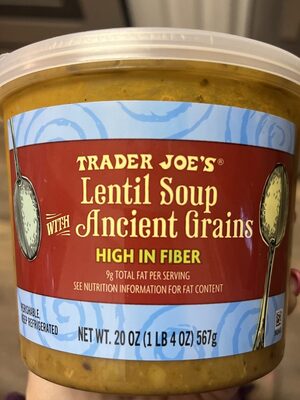 TRADER JOE'S®
Lentil Soup
WITH Ancient Grains
HIGH IN FIBER
9g TOTAL FAT PER SERVING
SEE NUTRITION INFORMATION FOR FAT CONTENT
KEEP REFRIGERATED
NET WT. 20 OZ (1 LB 4 OZ) 567g